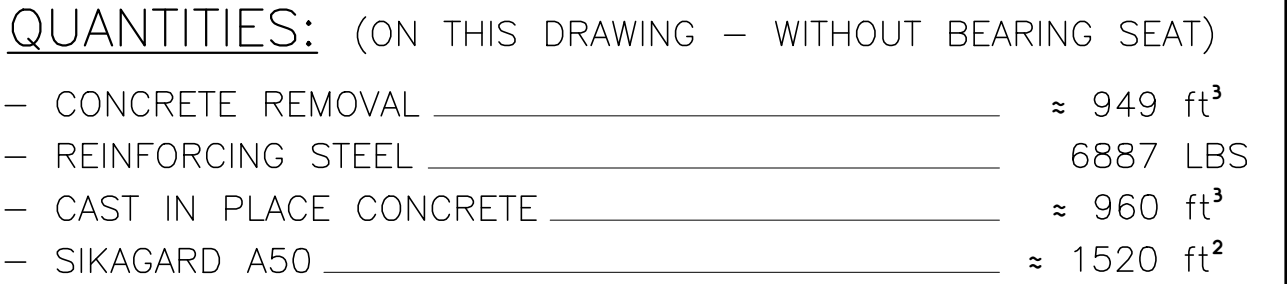 QUANTITIES: (ON THIS DRAWING – WITHOUT BEARING SEAT)
– CONCRETE REMOVAL ≈ 949 ft³
– REINFORCING STEEL 6887 LBS
– CAST IN PLACE CONCRETE ≈ 960 ft³
– SIKAGARD A50 ≈ 1520 ft²